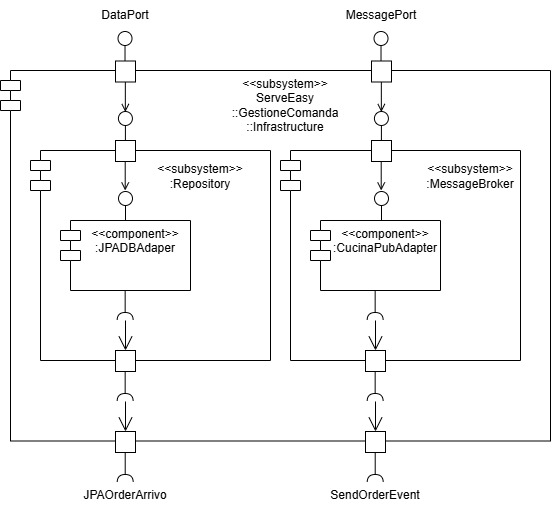 DataPort
MessagePort
<<subsystem>>
ServeEasy
::GestioneComanda
::Infrastructure
<<subsystem>>
:Repository
<<subsystem>>
:MessageBroker
<<component>>
:JPADBAdaper
<<component>>
:CucinaPubAdapter
JPAOrderArrivo
SendOrderEvent